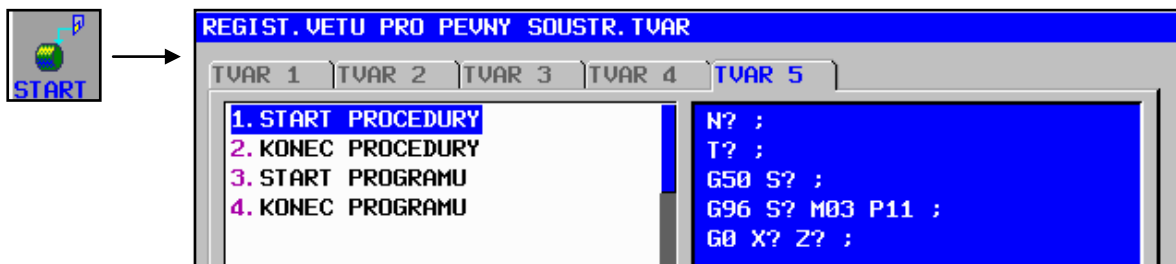 START
REGIST.VETU PRO PEVNY SOUSTR.TVAR
TVAR 1 TVAR 2 TVAR 3 TVAR 4 TVAR 5
1.START PROCEDURY
2.KONEC PROCEDURY
3.START PROGRAMU
4.KONEC PROGRAMU
N? ;
T? ;
G50 S? ;
G96 S? M03 P11 ;
G0 X? Z? ;